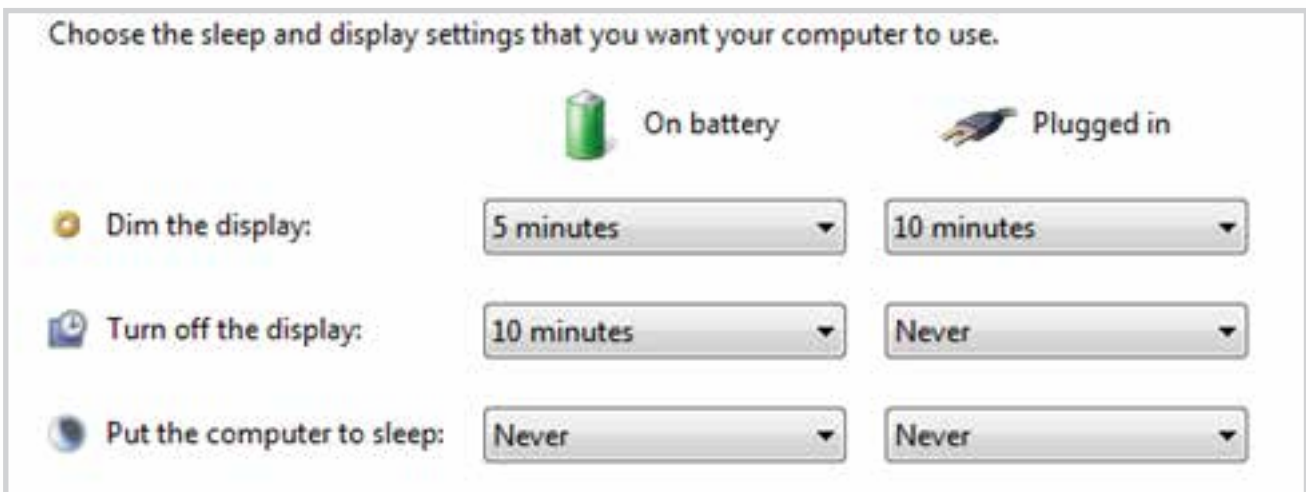 Choose the sleep and display settings that you want your computer to use.
On battery Plugged in
Dim the display: 5 minutes 10 minutes
Turn off the display: 10 minutes Never
Put the computer to sleep: Never Never